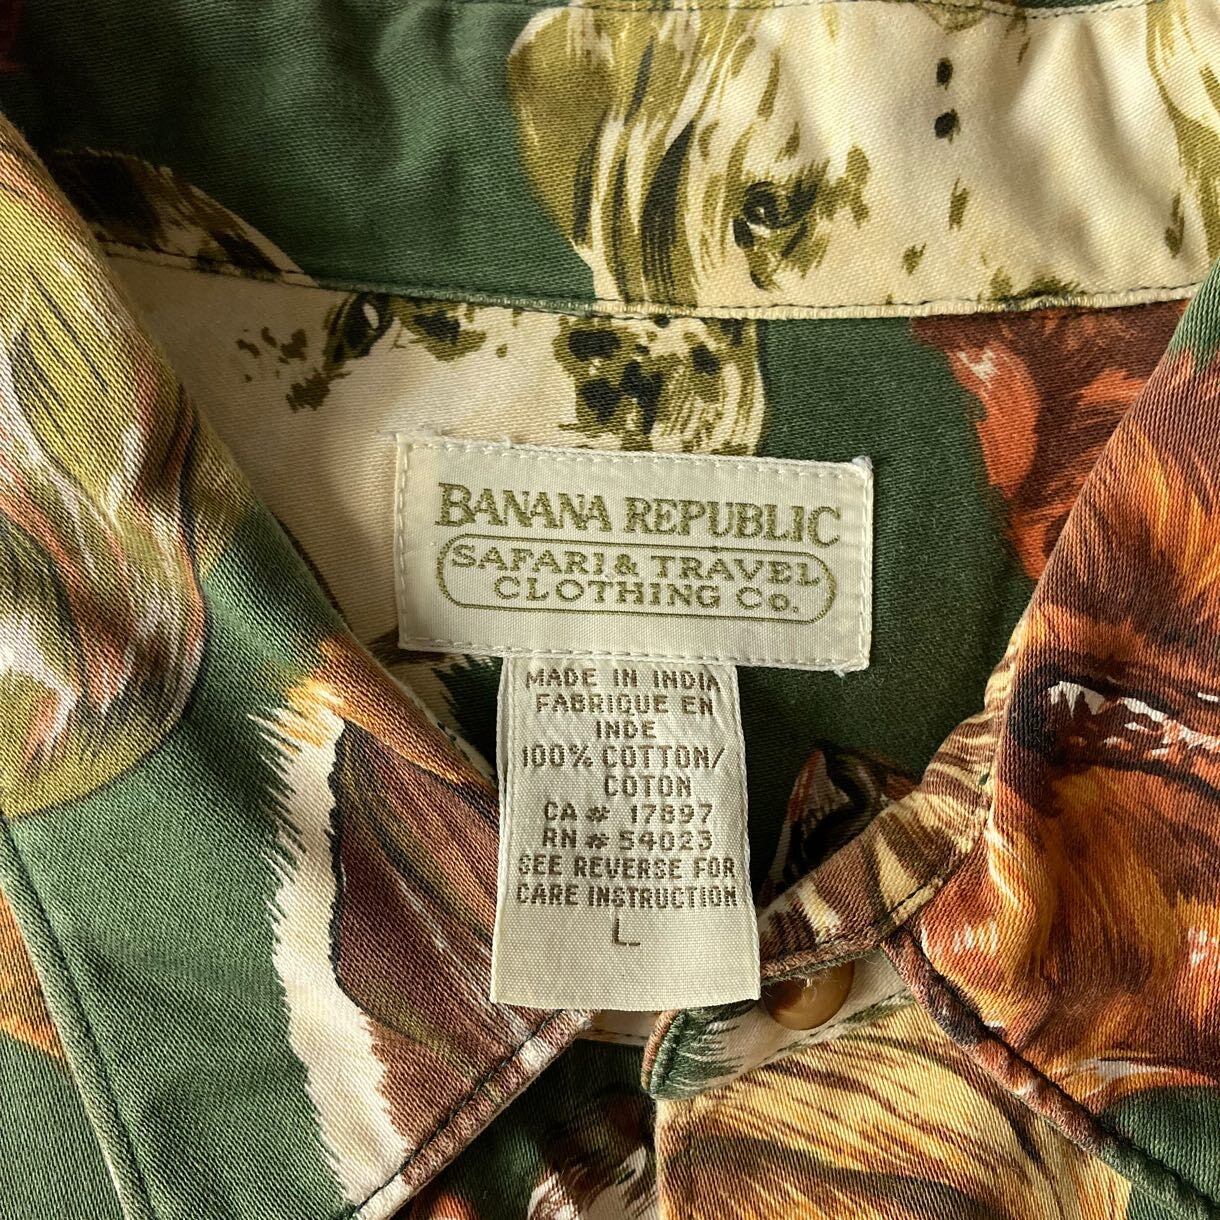 BANANA REPUBLIC
SAFARI & TRAVEL
CLOTHING Co.
MADE IN INDIA
FABRIQUE EN
INDE
100% COTTON/
COTON
CA# 17897
RN# 54023
SEE REVERSE FOR
CARE INSTRUCTION
L